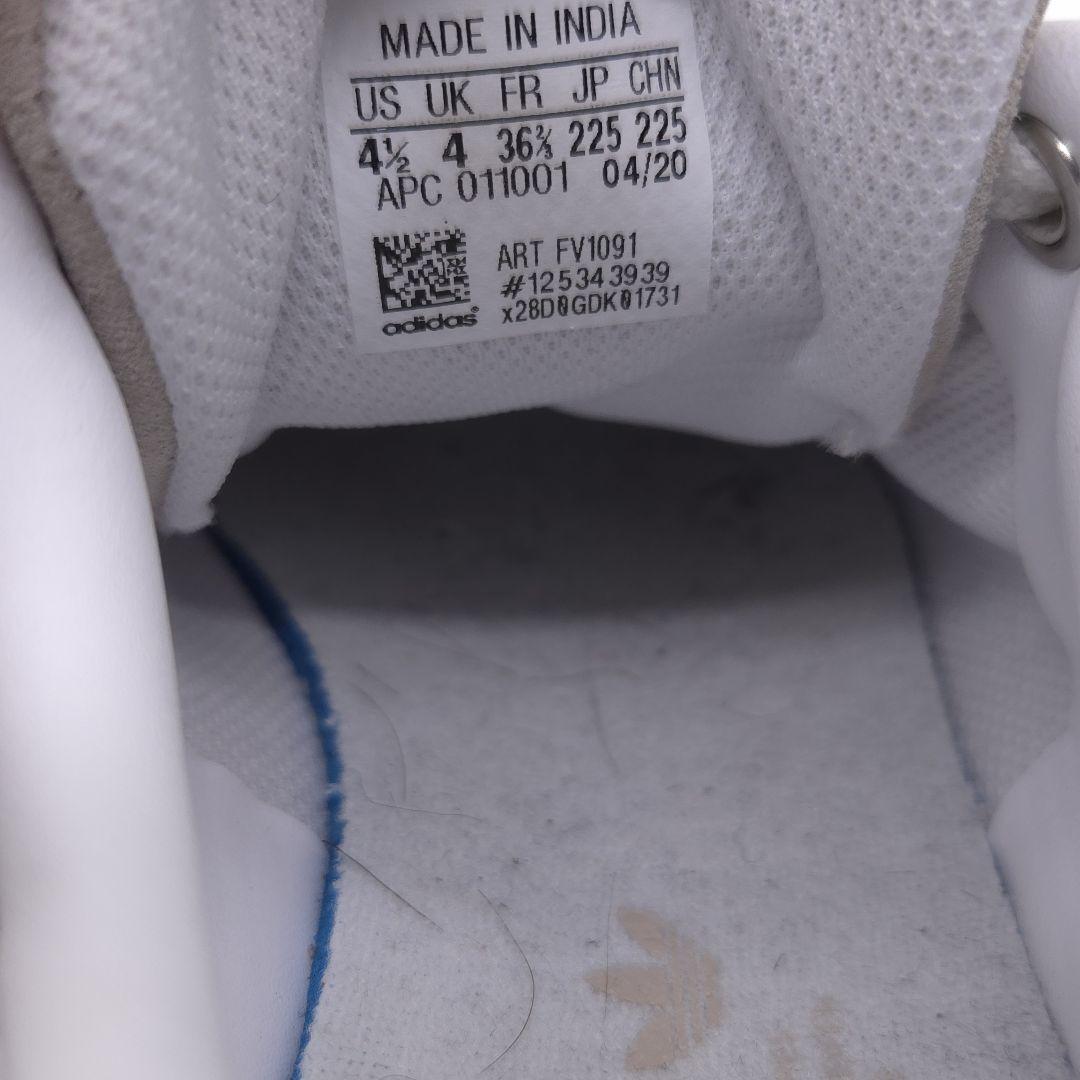 MADE IN INDIA
US UK FR JP CHN
4½ 4 36⅔ 225 225
APC 011001 04/20
ART FV1091
#125343939
x28D0GDK01731
adidas